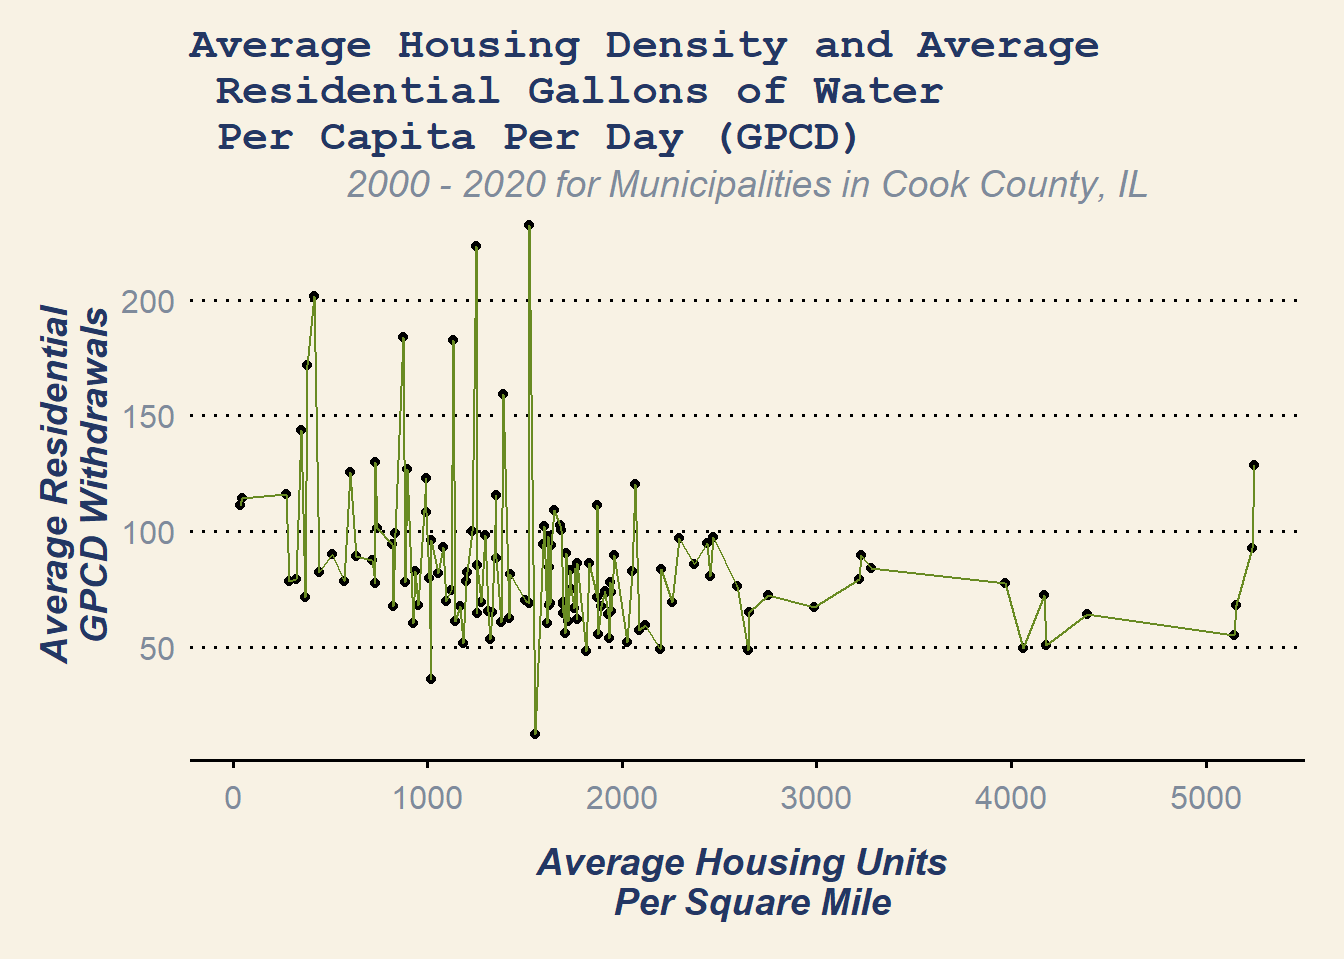 Average Housing Density and Average
Residential Gallons of Water
Per Capita Per Day (GPCD)
2000 - 2020 for Municipalities in Cook County, IL
Average Residential
GPCD Withdrawals
200
150
100
50
0 1000 2000 3000 4000 5000
Average Housing Units
Per Square Mile